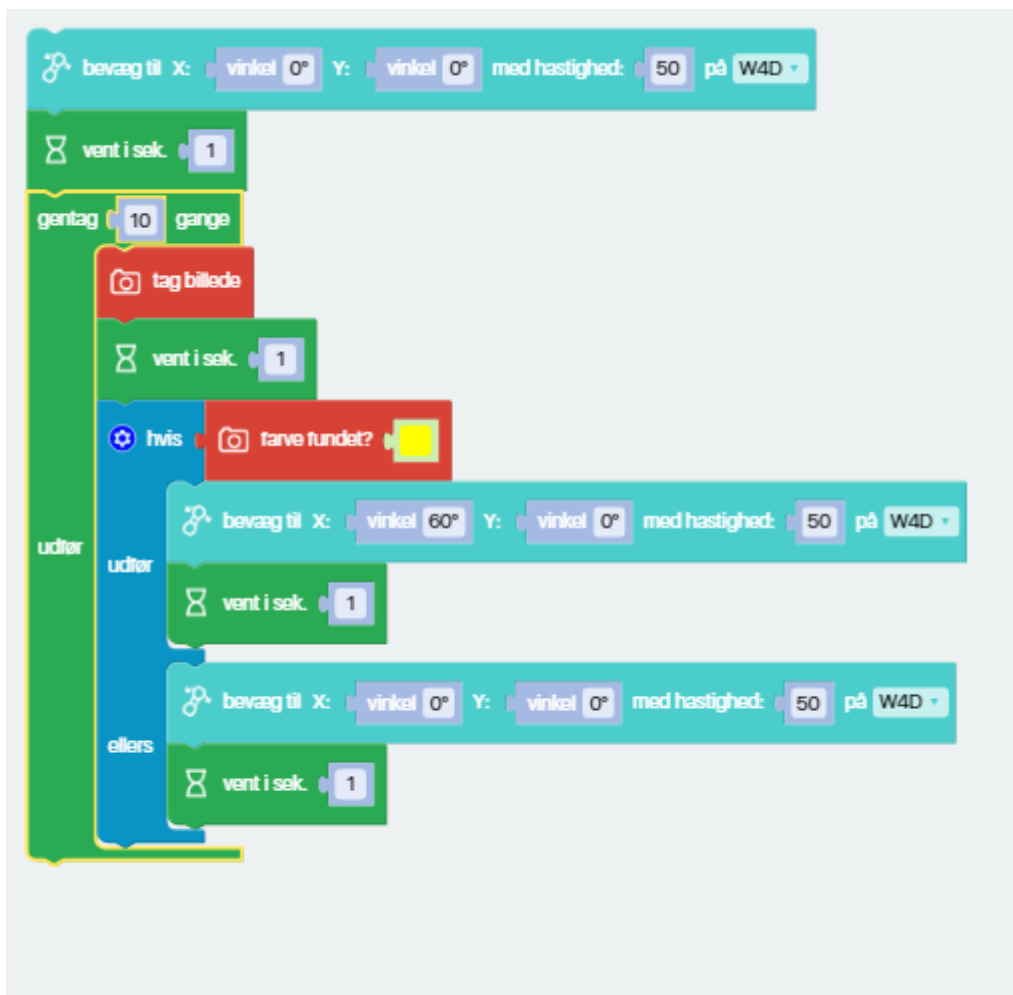 bevæg til X: vinkel 0° Y: vinkel 0° med hastighed: 50 på W4D
vent i sek. 1
gentag 10 gange
tag billede
vent i sek. 1
hvis farve fundet?
udfør
udfør
bevæg til X: vinkel 60° Y: vinkel 0° med hastighed: 50 på W4D
vent i sek. 1
ellers
bevæg til X: vinkel 0° Y: vinkel 0° med hastighed: 50 på W4D
vent i sek. 1